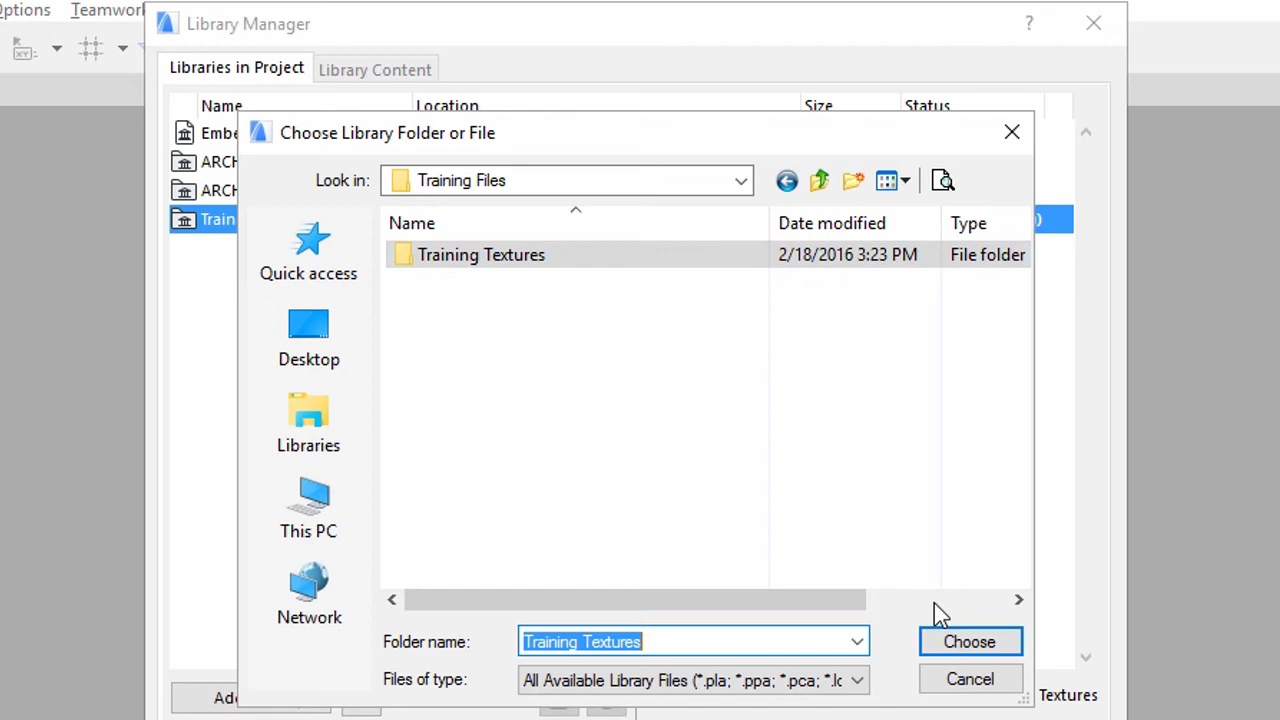 ptions Teamwork
Library Manager
?
Libraries in Project
Library Content
Name Location Size Status
Embe
ARCH
ARCH
Train )
Choose Library Folder or File
Look in: Training Files
Name Date modified Type
Training Textures 2/18/2016 3:23 PM File folder
Quick access
Desktop
Libraries
This PC
Network
Folder name: Training Textures Choose
Files of type: All Available Library Files (*.pla; *.ppa; *.pca; *.lc Cancel
Add Textures